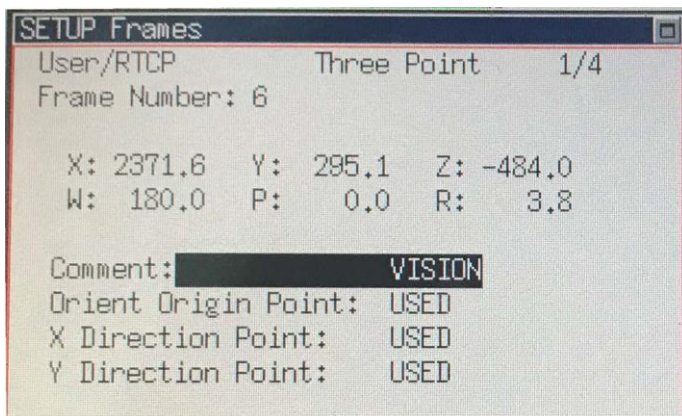 SETUP Frames
User/RTCP Three Point 1/4
Frame Number: 6
X: 2371.6 Y: 295.1 Z: -484.0
W: 180.0 P: 0.0 R: 3.8
Comment: VISION
Orient Origin Point: USED
X Direction Point: USED
Y Direction Point: USED